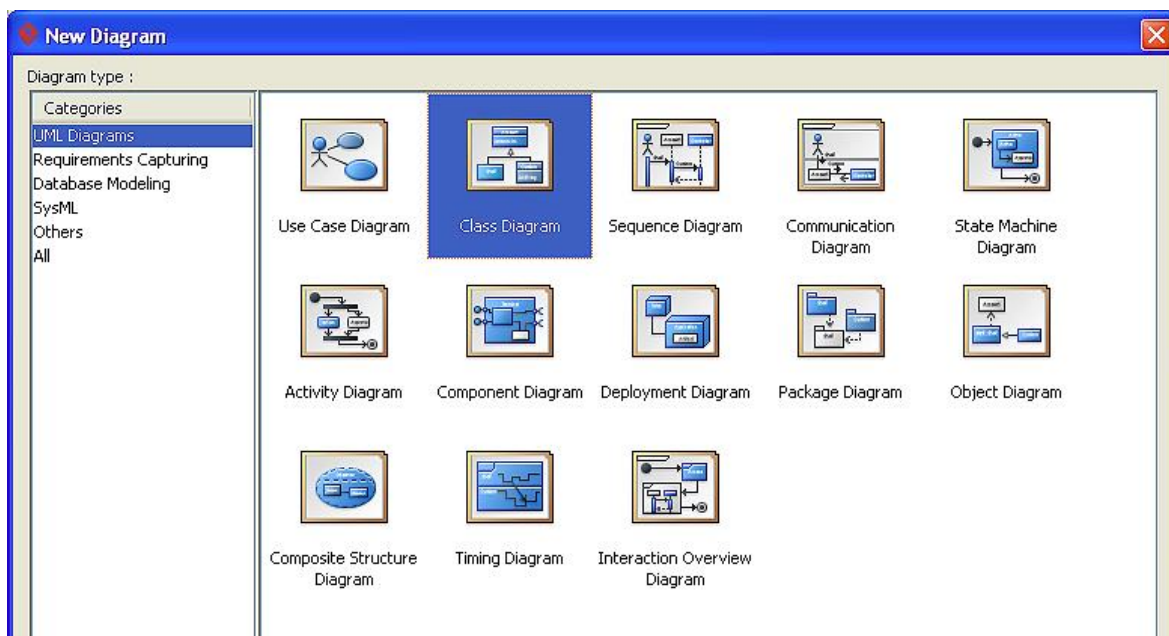 New Diagram
Diagram type :
Categories
UML Diagrams
Requirements Capturing
Database Modeling
SysML
Others
All
Use Case Diagram
Class Diagram
Sequence Diagram
Communication
Diagram
State Machine
Diagram
Activity Diagram
Component Diagram
Deployment Diagram
Package Diagram
Object Diagram
Composite Structure
Diagram
Timing Diagram
Interaction Overview
Diagram